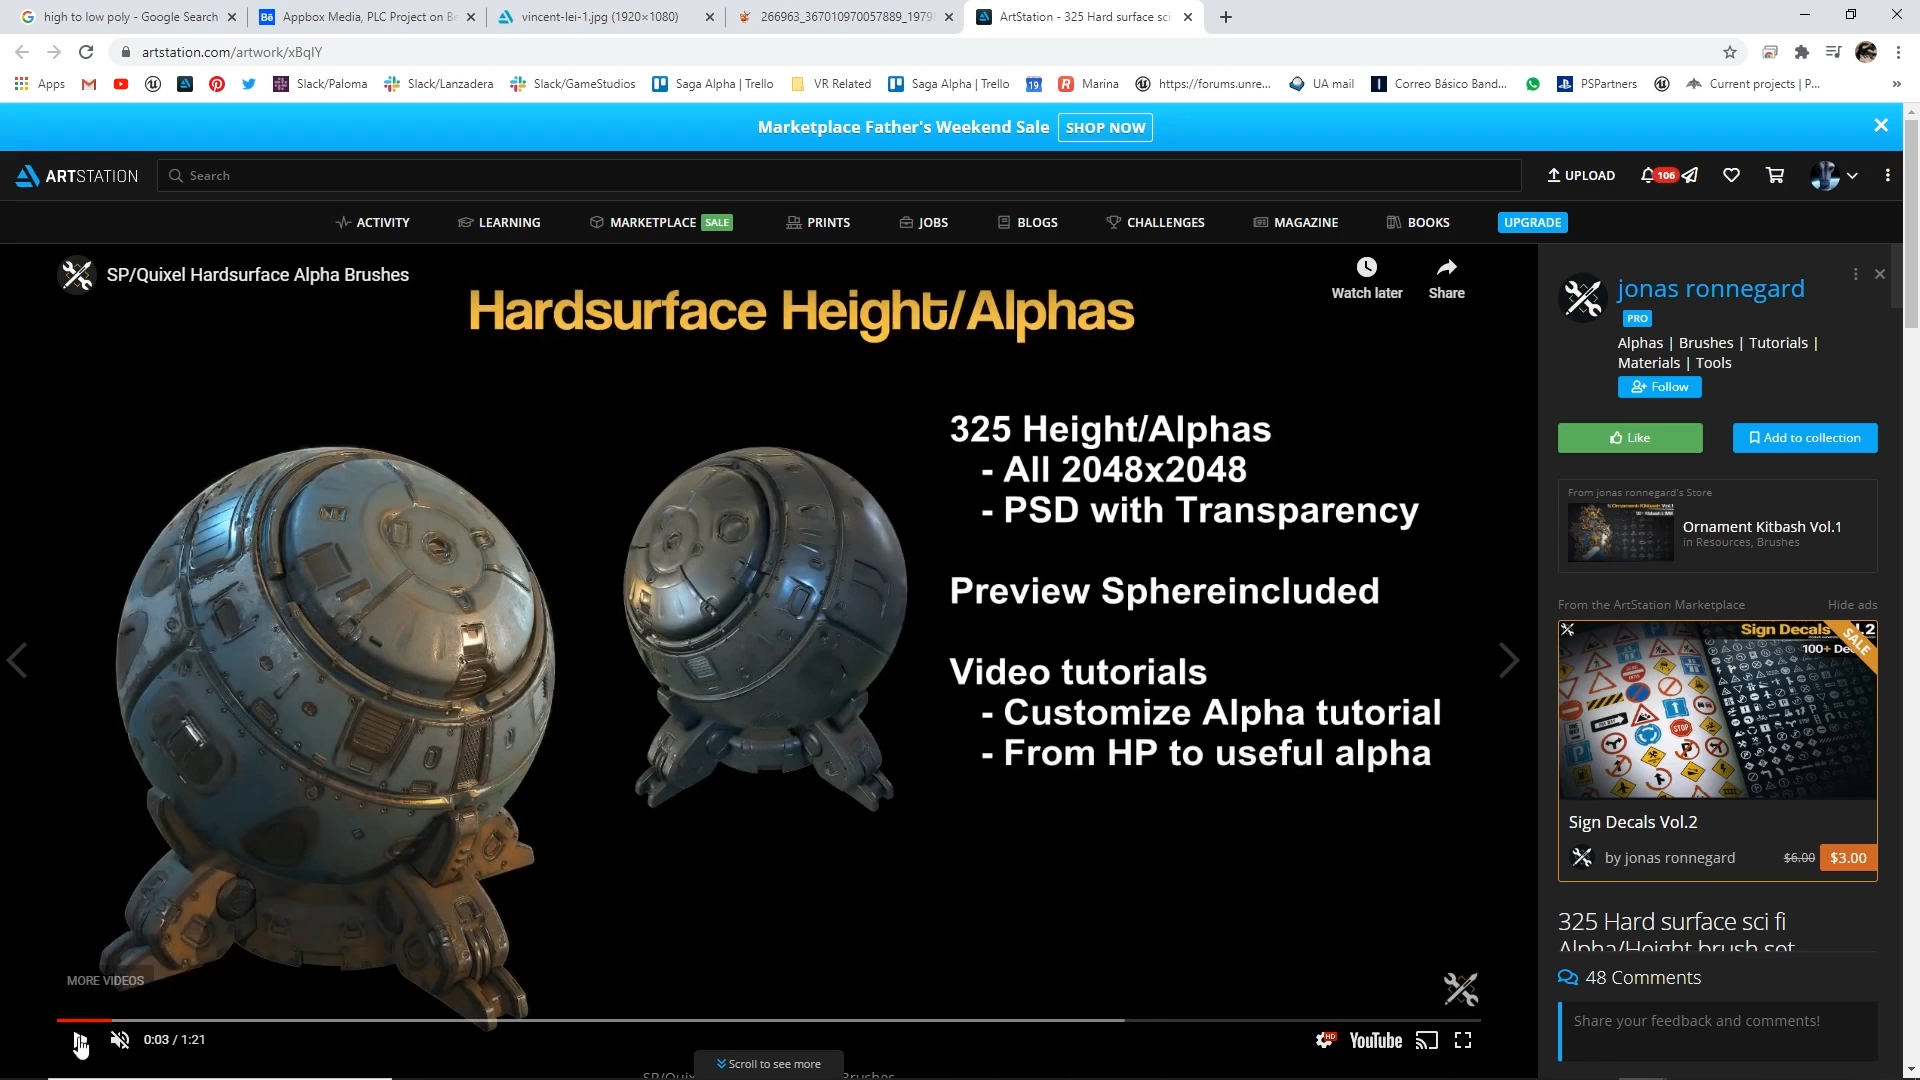 high to low poly - Google Search
Appbox Media, PLC Project on Be
vincent-lei-1.jpg (1920×1080)
ArtStation - 325 Hard surface sci
artstation.com/artwork/xBqlY
Apps
Slack/Paloma
Slack/Lanzadera
Slack/GameStudios
Saga Alpha | Trello
VR Related
Saga Alpha | Trello
19
Marina
https://forums.unre...
UA mail
Correo Básico Band...
PSPartners
Current projects | P...
Marketplace Father's Weekend Sale
SHOP NOW
ARTSTATION
Search
UPLOAD
106
ACTIVITY
LEARNING
MARKETPLACE SALE
PRINTS
JOBS
BLOGS
CHALLENGES
MAGAZINE
BOOKS
UPGRADE
SP/Quixel Hardsurface Alpha Brushes
Watch later
Share
Hardsurface Height/Alphas
325 Height/Alphas
- All 2048x2048
- PSD with Transparency
Preview Sphereincluded
Video tutorials
- Customize Alpha tutorial
- From HP to useful alpha
MORE VIDEOS
0:03 / 1:21
HD
YouTube
Scroll to see more
jonas ronnegard
PRO
Alphas | Brushes | Tutorials |
Materials | Tools
Follow
Like
Add to collection
From jonas ronnegard's Store
Ornament Kitbash Vol.1
in Resources, Brushes
From the ArtStation Marketplace
Hide ads
Sign Decals
SALE
STOP
Sign Decals Vol.2
by jonas ronnegard
$6.00
$3.00
325 Hard surface sci fi
Alpha/Height brush set
48 Comments
Share your feedback and comments!